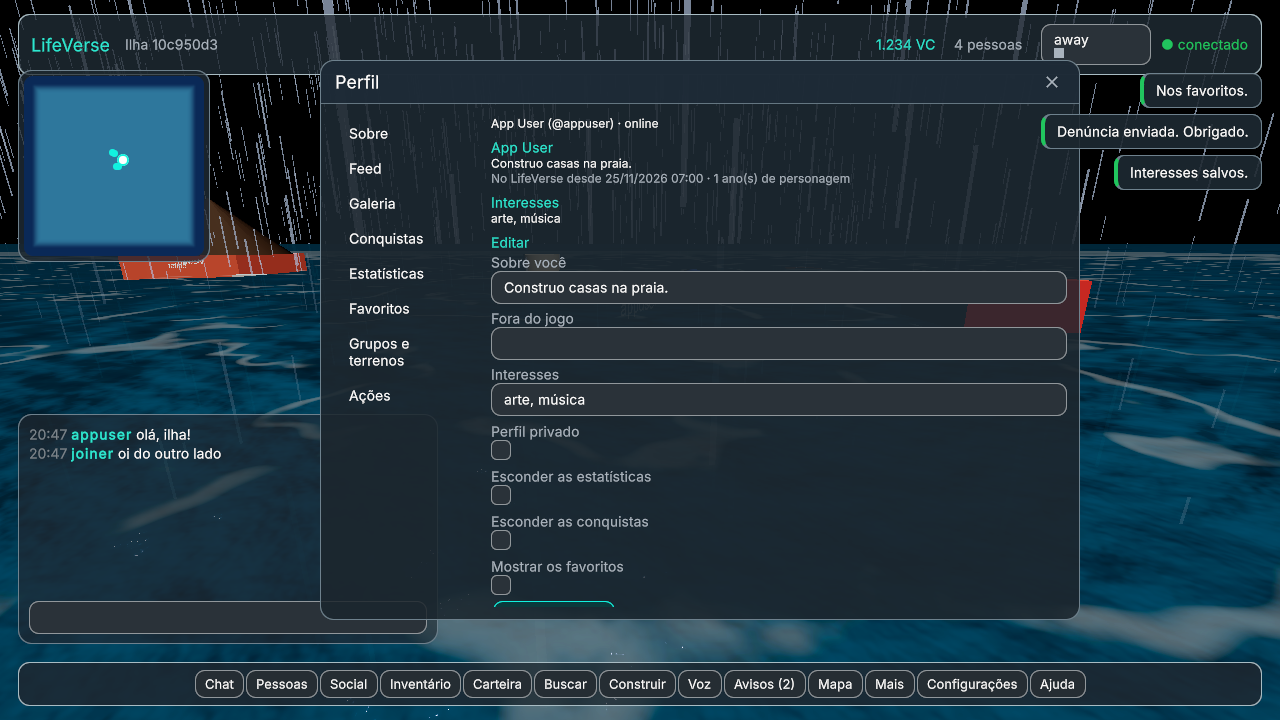 LifeVerse Ilha 10c950d3
1.234 VC 4 pessoas away conectado
Nos favoritos.
Denúncia enviada. Obrigado.
Interesses salvos.
Perfil
Sobre
Feed
Galeria
Conquistas
Estatísticas
Favoritos
Grupos e
terrenos
Ações
App User (@appuser) · online
App User
Construo casas na praia.
No LifeVerse desde 25/11/2026 07:00 · 1 ano(s) de personagem
Interesses
arte, música
Editar
Sobre você
Construo casas na praia.
Fora do jogo
Interesses
arte, música
Perfil privado
Esconder as estatísticas
Esconder as conquistas
Mostrar os favoritos
20:47 appuser olá, ilha!
20:47 joiner oi do outro lado
Chat Pessoas Social Inventário Carteira Buscar Construir Voz Avisos (2) Mapa Mais Configurações Ajuda